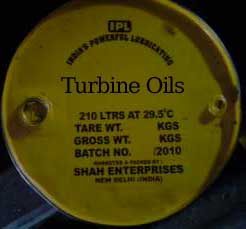 IPL
INDIA'S POWERFUL LUBRICATING
Turbine Oils
210 LTRS AT 29.5°C
TARE WT. KGS
GROSS WT. KGS
BATCH NO. /2010
MARKETED & PACKED BY :
SHAH ENTERPRISES
NEW DELHI (INDIA)